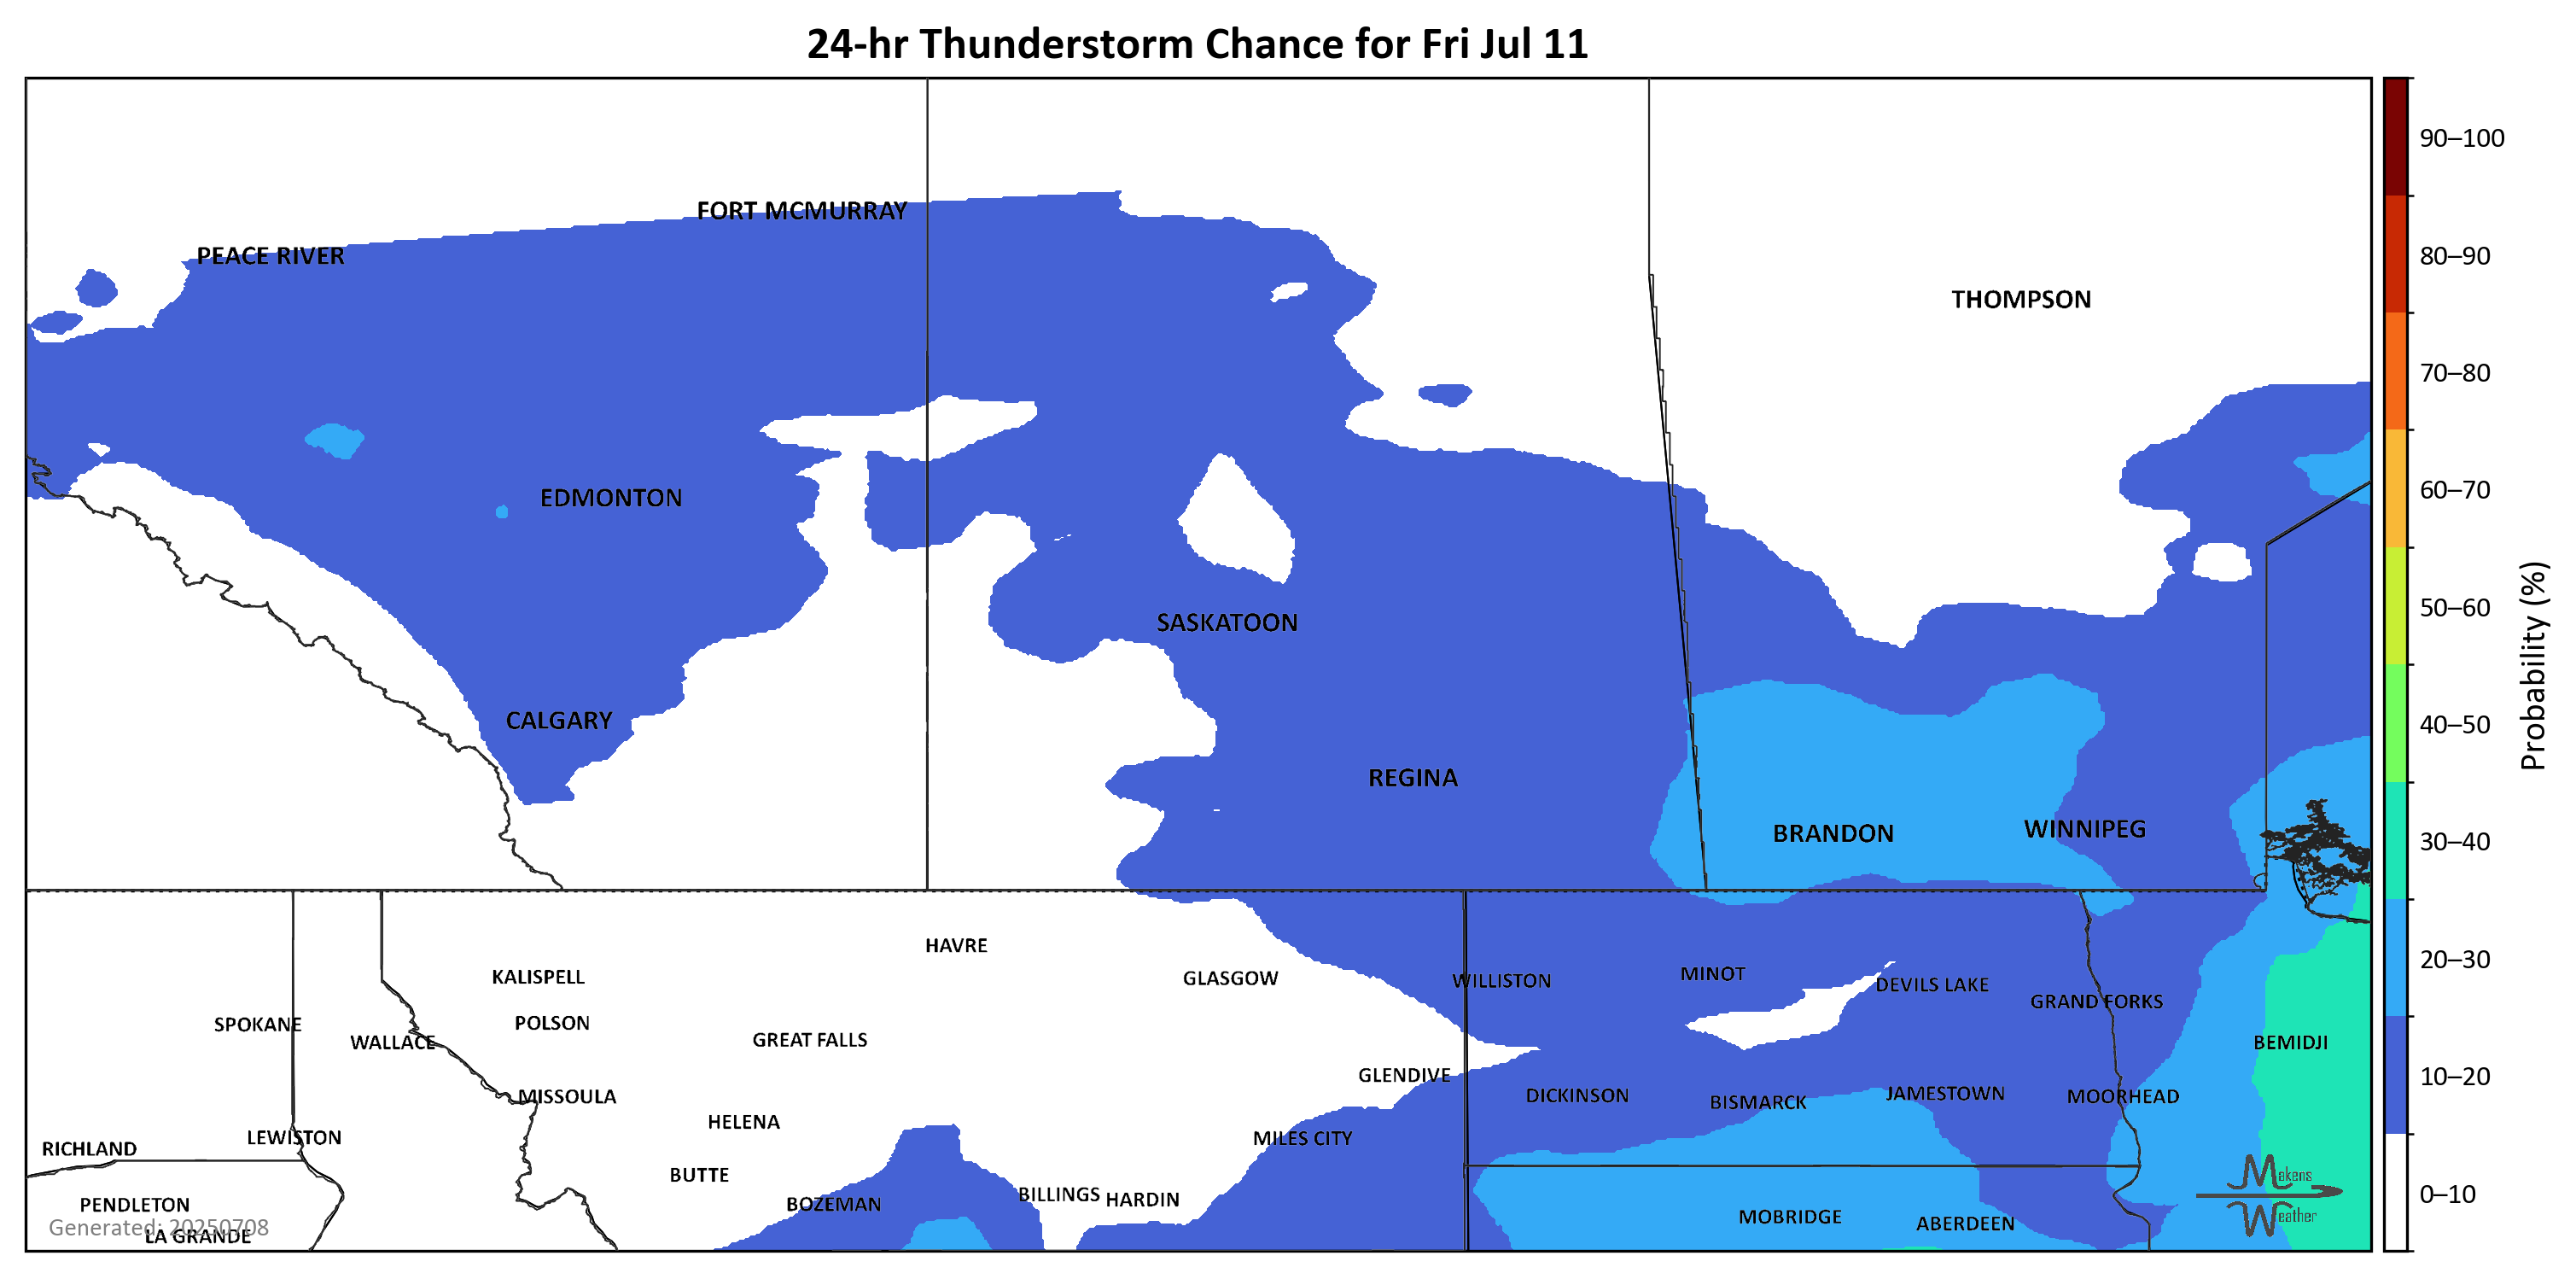 24-hr Thunderstorm Chance for Fri Jul 11
90–100
FORT MCMURRAY
PEACE RIVER
80–90
THOMPSON
70–80
60–70
EDMONTON
50–60
SASKATOON
Probability (%)
CALGARY
40–50
REGINA
BRANDON
WINNIPEG
30–40
HAVRE
20–30
KALISPELL
GLASGOW
WILLISTON
MINOT
DEVILS LAKE
GRAND FORKS
SPOKANE
POLSON
WALLACE
GREAT FALLS
BEMIDJI
GLENDIVE
10–20
MISSOULA
DICKINSON
BISMARCK
JAMESTOWN
MOORHEAD
HELENA
LEWISTON
MILES CITY
RICHLAND
BUTTE
Makens
Weather
BILLINGS
HARDIN
0–10
PENDLETON
BOZEMAN
MOBRIDGE
ABERDEEN
Generated: 20250708
LA GRANDE